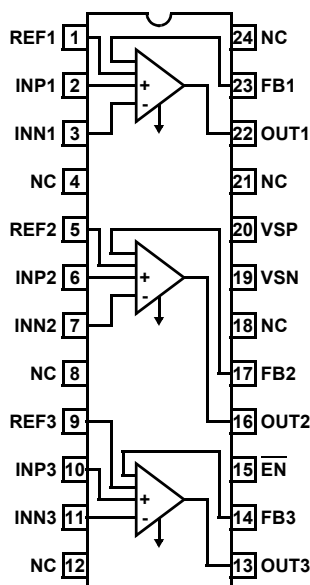 REF1 1 24 NC
INP1 2 + 23 FB1
INN1 3 - 22 OUT1
NC 4 21 NC
REF2 5 20 VSP
INP2 6 + 19 VSN
INN2 7 - 18 NC
NC 8 17 FB2
REF3 9 16 OUT2
INP3 10 15 E̅N̅
INN3 11 + - 14 FB3
NC 12 13 OUT3